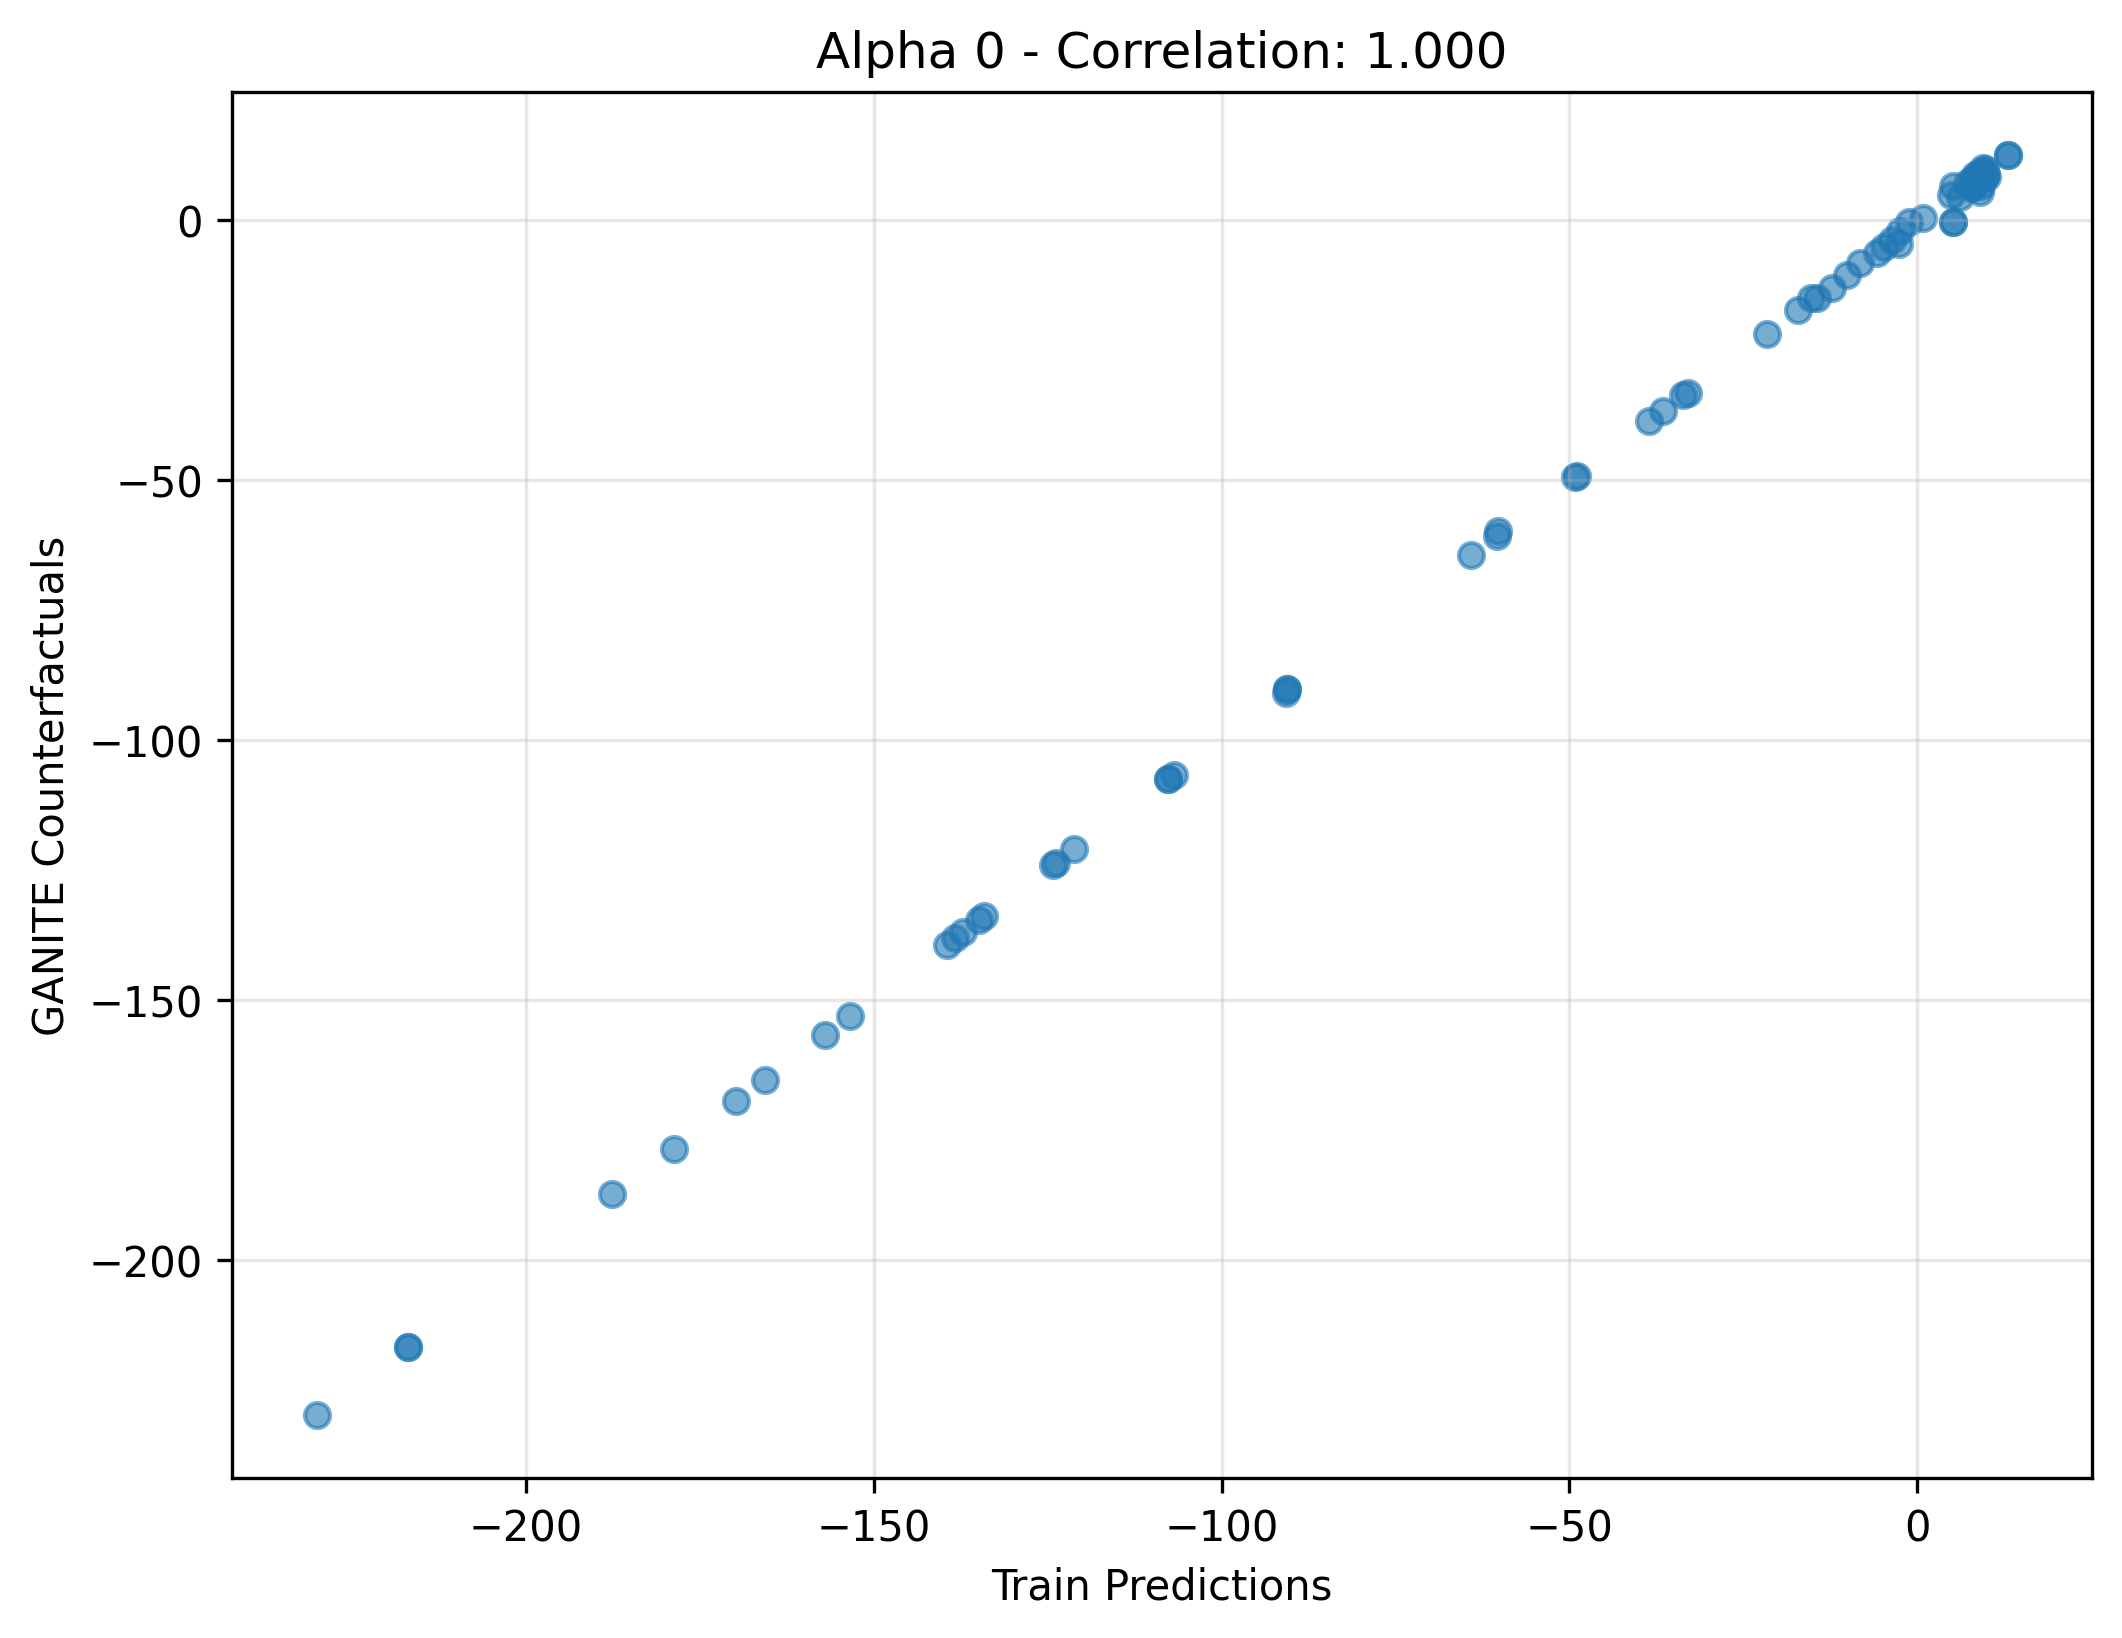 Alpha 0 - Correlation: 1.000
0
−50
−100
−150
−200
GANITE Counterfactuals
−200 −150 −100 −50 0
Train Predictions